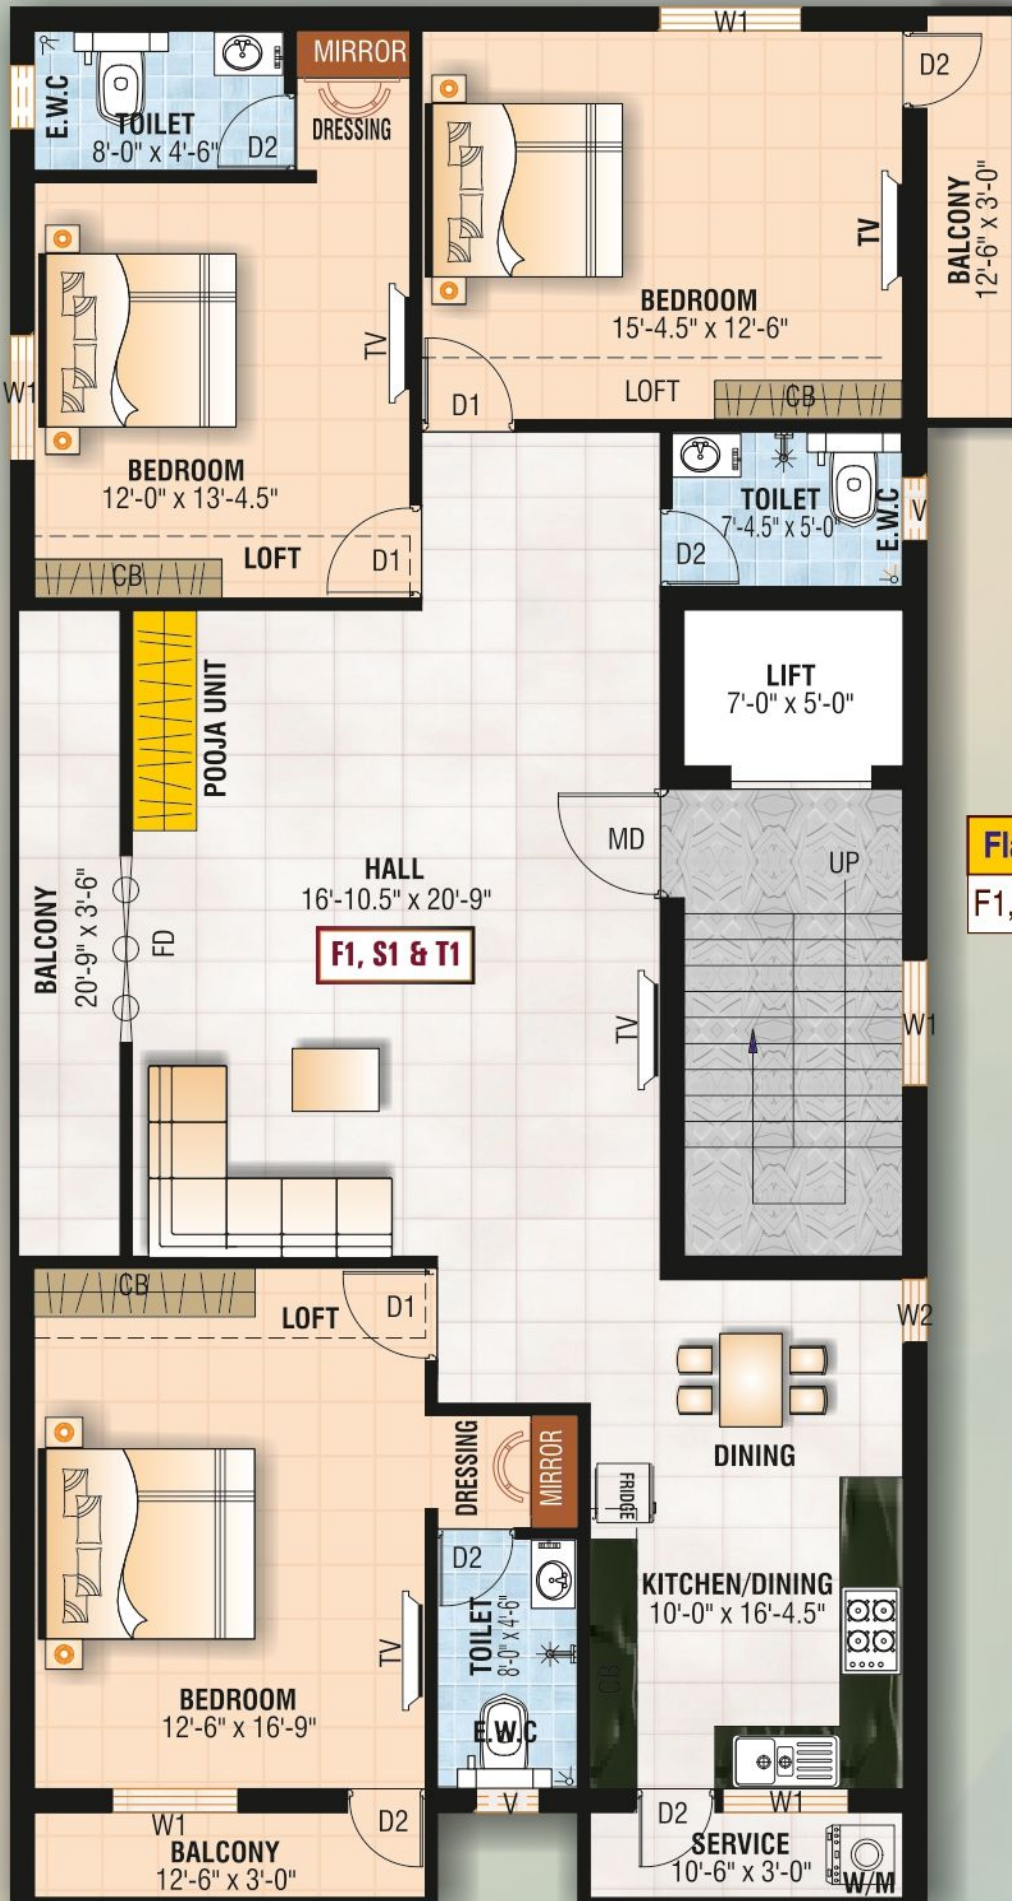 W1
MIRROR
E.W.C
TOILET
8'-0" x 4'-6"
D2
DRESSING
D2
BALCONY
12'-6" x 3'-0"
TV
BEDROOM
15'-4.5" x 12'-6"
TV
W1
D1
LOFT
CB
BEDROOM
12'-0" x 13'-4.5"
TOILET
7'-4.5" x 5'-0"
E.W.C
V
D2
LOFT
D1
CB
POOJA UNIT
LIFT
7'-0" x 5'-0"
MD
UP
HALL
16'-10.5" x 20'-9"
F1, S1 & T1
BALCONY
20'-9" x 3'-6"
FD
Fla
F1,
TV
W1
CB
LOFT
D1
W2
DRESSING
MIRROR
DINING
FRIDGE
D2
TOILET
8'-0" x 4'-6"
KITCHEN/DINING
10'-0" x 16'-4.5"
TV
CB
BEDROOM
12'-6" x 16'-9"
E.W.C
W1
D2
V
D2
W1
BALCONY
12'-6" x 3'-0"
SERVICE
10'-6" x 3'-0"
W/M